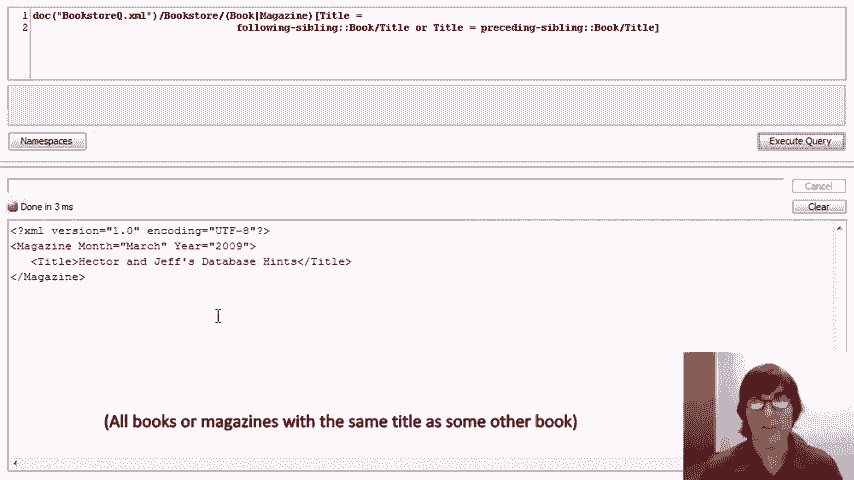 1 doc("BookstoreQ.xml")/Bookstore/(Book|Magazine)[Title =
2 following-sibling::Book/Title or Title = preceding-sibling::Book/Title]
Namespaces
Execute Query
Cancel
Done in 3 ms
Clear
<?xml version="1.0" encoding="UTF-8"?>
<Magazine Month="March" Year="2009">
<Title>Hector and Jeff's Database Hints</Title>
</Magazine>
(All books or magazines with the same title as some other book)